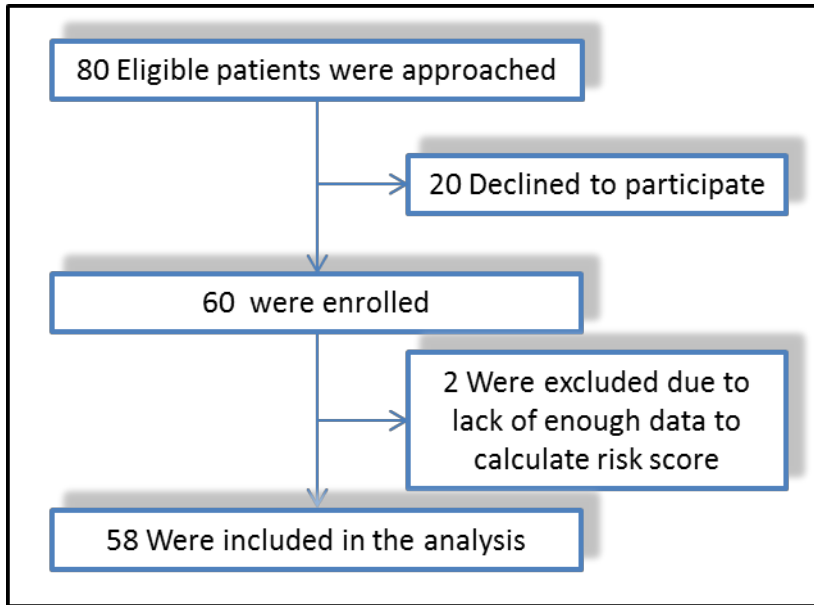 80 Eligible patients were approached
20 Declined to participate
60 were enrolled
2 Were excluded due to
lack of enough data to
calculate risk score
58 Were included in the analysis